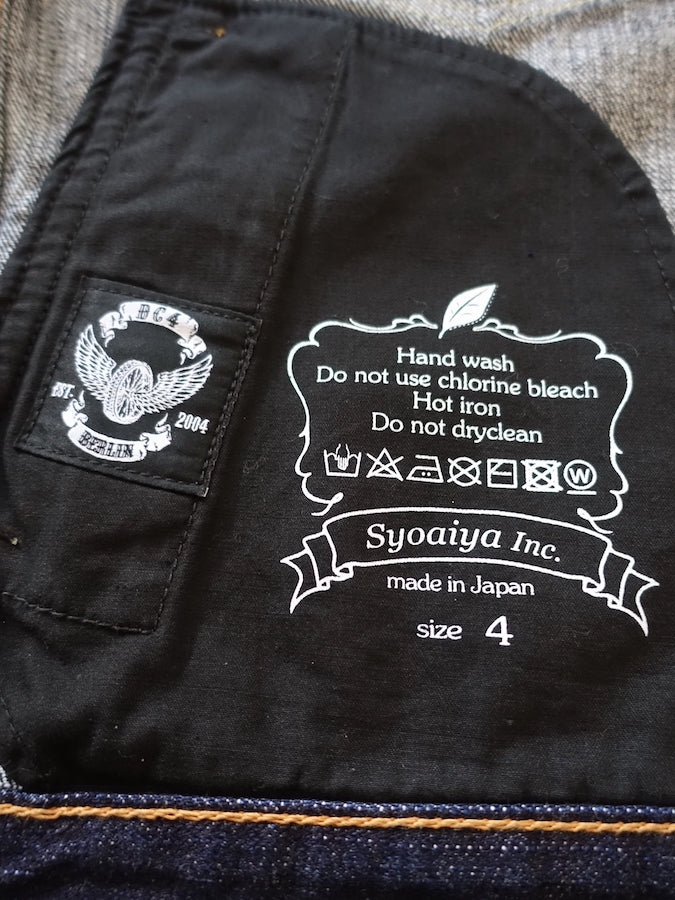 DC4
EST. 2004
BERLIN
Hand wash
Do not use chlorine bleach
Hot iron
Do not dryclean
W
Syoaiya Inc.
made in Japan
size 4